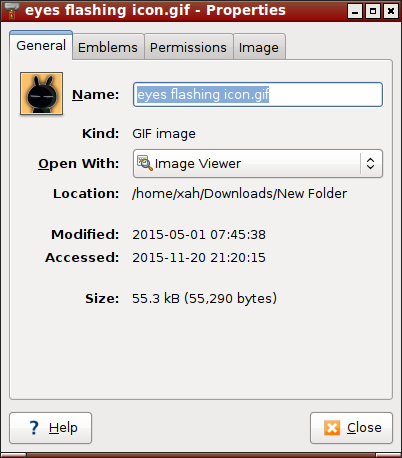 eyes flashing icon.gif - Properties
General Emblems Permissions Image
Name: eyes flashing icon.gif
Kind: GIF image
Open With: Image Viewer
Location: /home/xah/Downloads/New Folder
Modified: 2015-05-01 07:45:38
Accessed: 2015-11-20 21:20:15
Size: 55.3 kB (55,290 bytes)
? Help Close